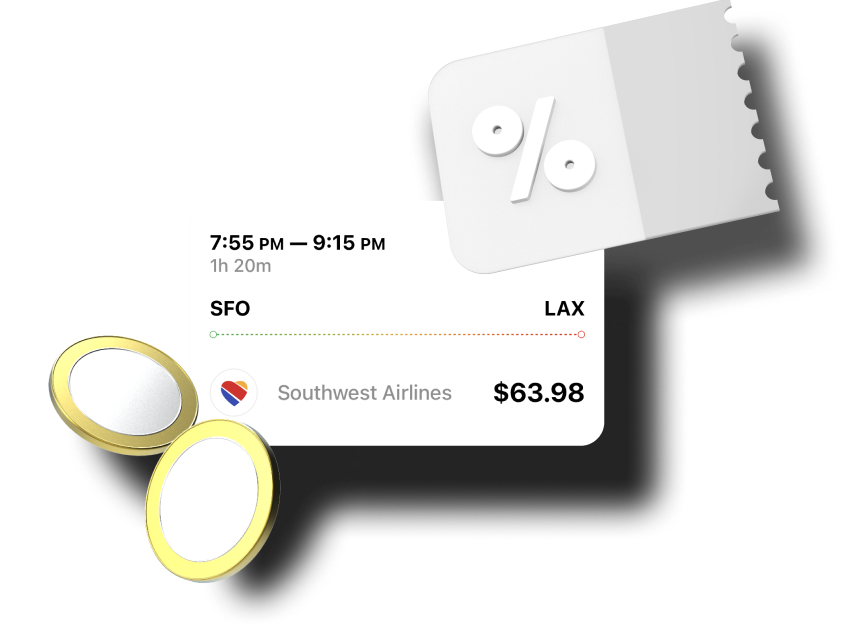 %
7:55 PM — 9:15 PM
1h 20m
SFO LAX
Southwest Airlines $63.98